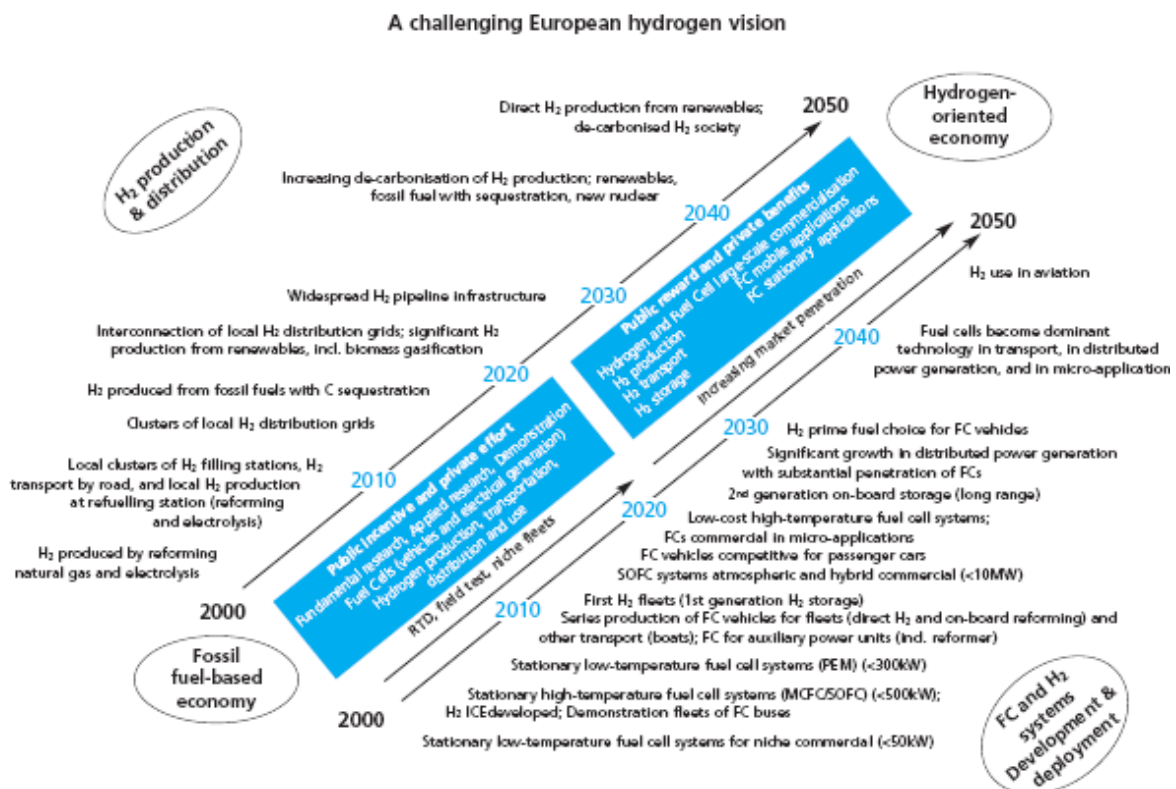 A challenging European hydrogen vision
H₂ production
& distribution
Direct H₂ production from renewables;
de-carbonised H₂ society
2050
Hydrogen-
oriented
economy
Increasing de-carbonisation of H₂ production; renewables,
fossil fuel with sequestration, new nuclear
2040
Widespread H₂ pipeline infrastructure
2030
Interconnection of local H₂ distribution grids; significant H₂
production from renewables, incl. biomass gasification
2020
H₂ produced from fossil fuels with C sequestration
Clusters of local H₂ distribution grids
Local clusters of H₂ filling stations, H₂
transport by road, and local H₂ production
at refuelling station (reforming
and electrolysis)
2010
H₂ produced by reforming
natural gas and electrolysis
2000
Fossil
fuel-based
economy
Public incentive and private effort
Fundamental research, Applied research, Demonstration
Fuel Cells (vehicles and electrical generation)
Hydrogen production, transportation,
distribution and use
RTD, field test, niche fleets
Public reward and private benefits
Hydrogen and Fuel Cell large-scale commercialisation
H₂ production
H₂ transport
H₂ storage
FC mobile applications
FC stationary applications
Increasing market penetration
2050
H₂ use in aviation
2040
Fuel cells become dominant
technology in transport, in distributed
power generation, and in micro-application
2030
H₂ prime fuel choice for FC vehicles
Significant growth in distributed power generation
with substantial penetration of FCs
2nd generation on-board storage (long range)
2020
Low-cost high-temperature fuel cell systems;
FCs commercial in micro-applications
FC vehicles competitive for passenger cars
SOFC systems atmospheric and hybrid commercial (<10MW)
2010
First H₂ fleets (1st generation H₂ storage)
Series production of FC vehicles for fleets (direct H₂ and on-board reforming) and
other transport (boats); FC for auxiliary power units (incl. reformer)
Stationary low-temperature fuel cell systems (PEM) (<300kW)
Stationary high-temperature fuel cell systems (MCFC/SOFC) (<500kW);
H₂ ICEdeveloped; Demonstration fleets of FC buses
2000
Stationary low-temperature fuel cell systems for niche commercial (<50kW)
FC and H₂
systems
Development &
deployment